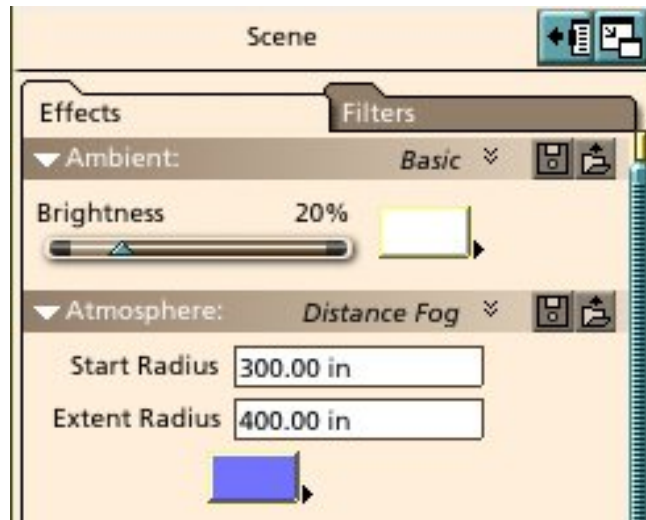 Scene
Effects Filters
Ambient: Basic
Brightness 20%
Atmosphere: Distance Fog
Start Radius 300.00 in
Extent Radius 400.00 in